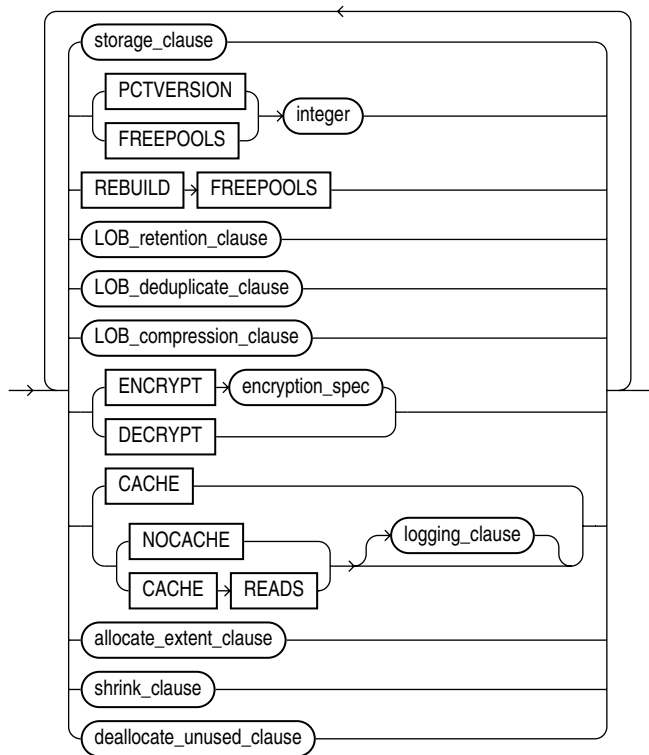 storage_clause
PCTVERSION
FREEPOOLS
integer
REBUILD FREEPOOLS
LOB_retention_clause
LOB_deduplicate_clause
LOB_compression_clause
ENCRYPT encryption_spec
DECRYPT
CACHE
NOCACHE
CACHE READS
logging_clause
allocate_extent_clause
shrink_clause
deallocate_unused_clause